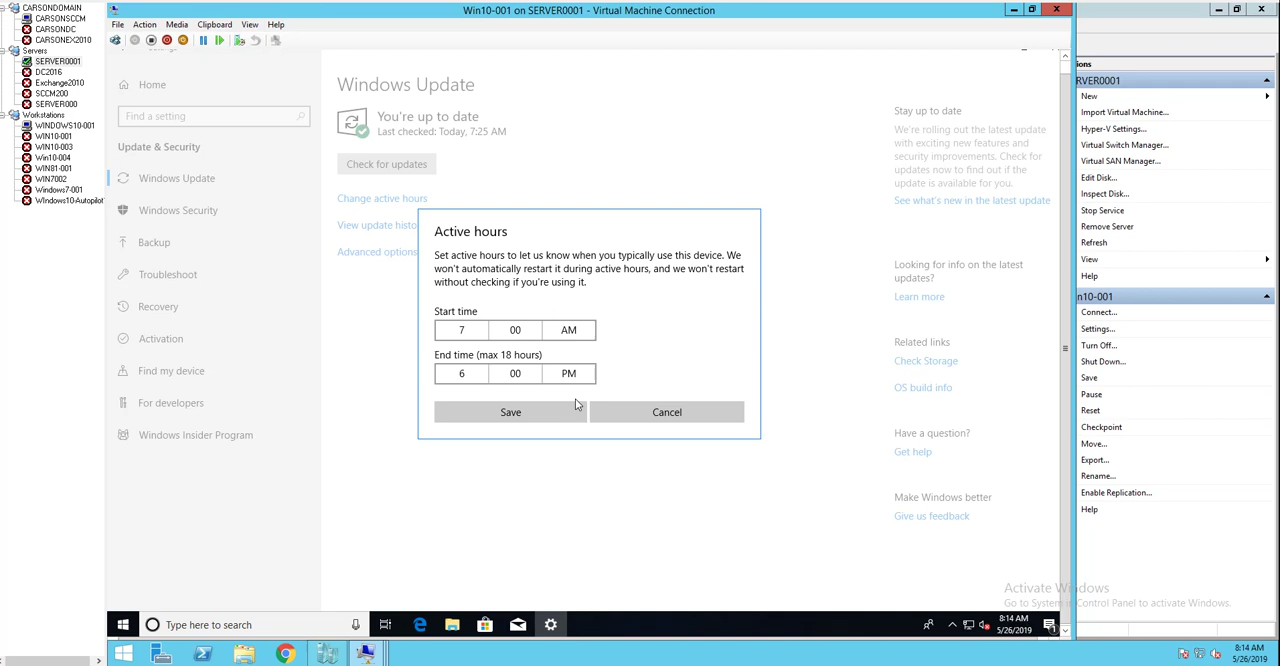 CARSONDOMAIN
CARSONSCCM
CARSONDC
CARSONEX2010
Servers
SERVER0001
DC2016
Exchange2010
SCCM200
SERVER000
Workstations
WINDOWS10-001
WIN10-001
WIN10-003
Win10-004
WIN81-001
WIN7002
Windows7-001
WIndows10-Autopilot
Win10-001 on SERVER0001 - Virtual Machine Connection
File Action Media Clipboard View Help
Home
Find a setting
Update & Security
Windows Update
Windows Security
Backup
Troubleshoot
Recovery
Activation
Find my device
For developers
Windows Insider Program
Windows Update
You're up to date
Last checked: Today, 7:25 AM
Check for updates
Change active hours
View update histo
Advanced options
Active hours
Set active hours to let us know when you typically use this device. We
won't automatically restart it during active hours, and we won't restart
without checking if you're using it.
Start time
7 00 AM
End time (max 18 hours)
6 00 PM
Save Cancel
Stay up to date
We're rolling out the latest update
with exciting new features and
security improvements. Check for
updates now to find out if the
update is available for you.
See what's new in the latest update
Looking for info on the latest
updates?
Learn more
Related links
Check Storage
OS build info
Have a question?
Get help
Make Windows better
Give us feedback
Activate Windows
Go to System in Control Panel to activate Windows.
Type here to search
8:14 AM
5/26/2019
1
ions
RVER0001
New
Import Virtual Machine...
Hyper-V Settings...
Virtual Switch Manager...
Virtual SAN Manager...
Edit Disk...
Inspect Disk...
Stop Service
Remove Server
Refresh
View
Help
n10-001
Connect...
Settings...
Turn Off...
Shut Down...
Save
Pause
Reset
Checkpoint
Move...
Export...
Rename...
Enable Replication...
Help
8:14 AM
5/26/2019